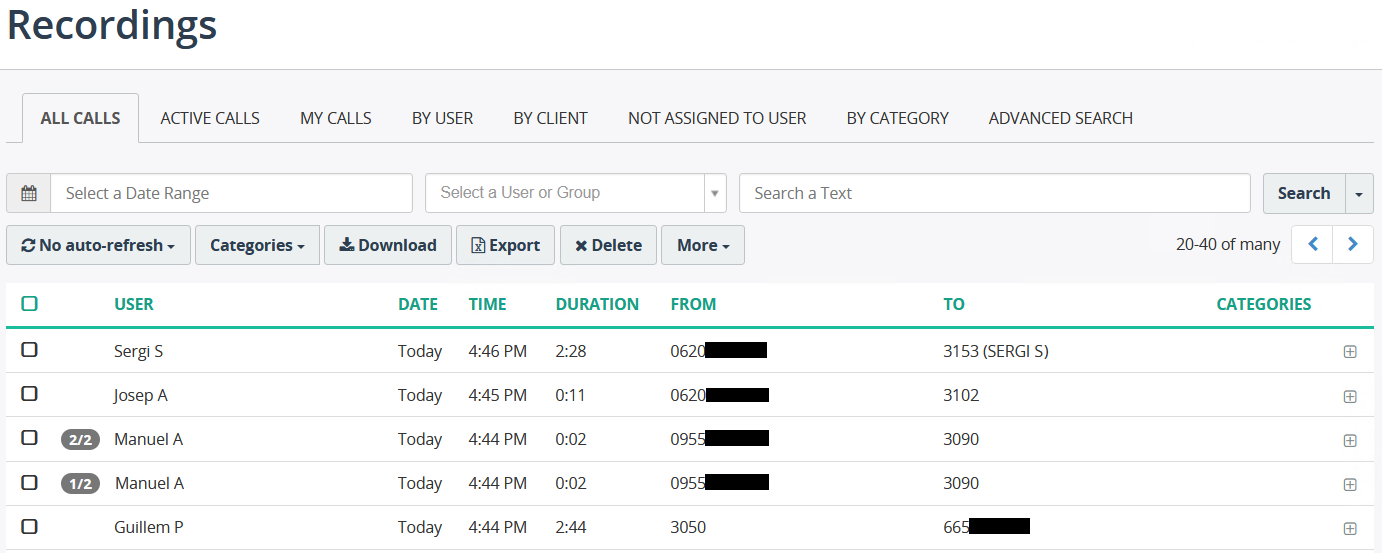 Recordings
ALL CALLS ACTIVE CALLS MY CALLS BY USER BY CLIENT NOT ASSIGNED TO USER BY CATEGORY ADVANCED SEARCH
Select a Date Range Select a User or Group Search a Text Search
No auto-refresh Categories Download Export Delete More 20-40 of many
USER DATE TIME DURATION FROM TO CATEGORIES
Sergi S Today 4:46 PM 2:28 0620 3153 (SERGI S)
Josep A Today 4:45 PM 0:11 0620 3102
2/2 Manuel A Today 4:44 PM 0:02 0955 3090
1/2 Manuel A Today 4:44 PM 0:02 0955 3090
Guillem P Today 4:44 PM 2:44 3050 665